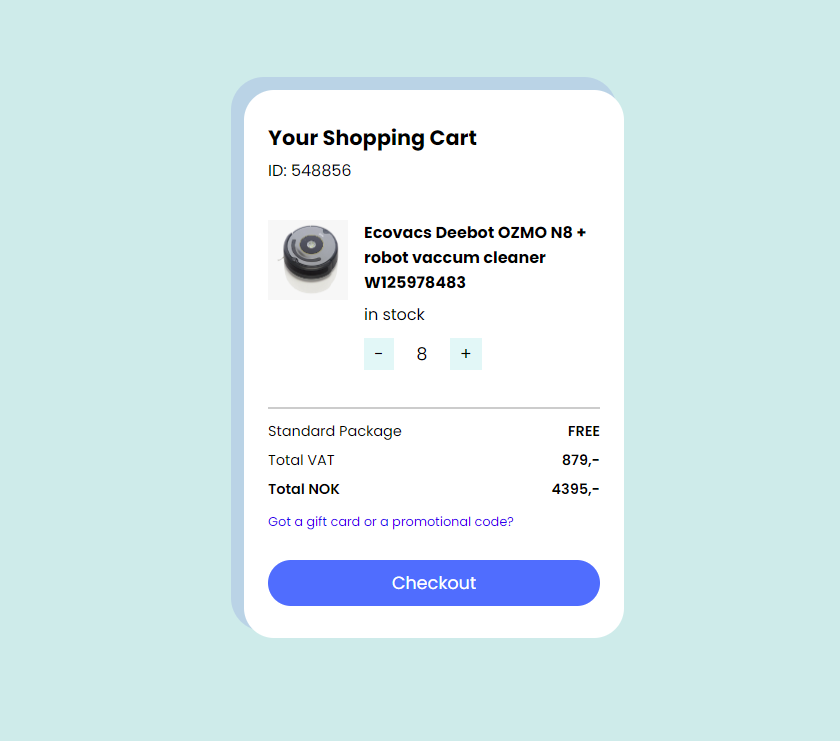 Your Shopping Cart
ID: 548856
Ecovacs Deebot OZMO N8 +
robot vaccum cleaner
W125978483
in stock
- 8 +
Standard Package FREE
Total VAT 879,-
Total NOK 4395,-
Got a gift card or a promotional code?
Checkout